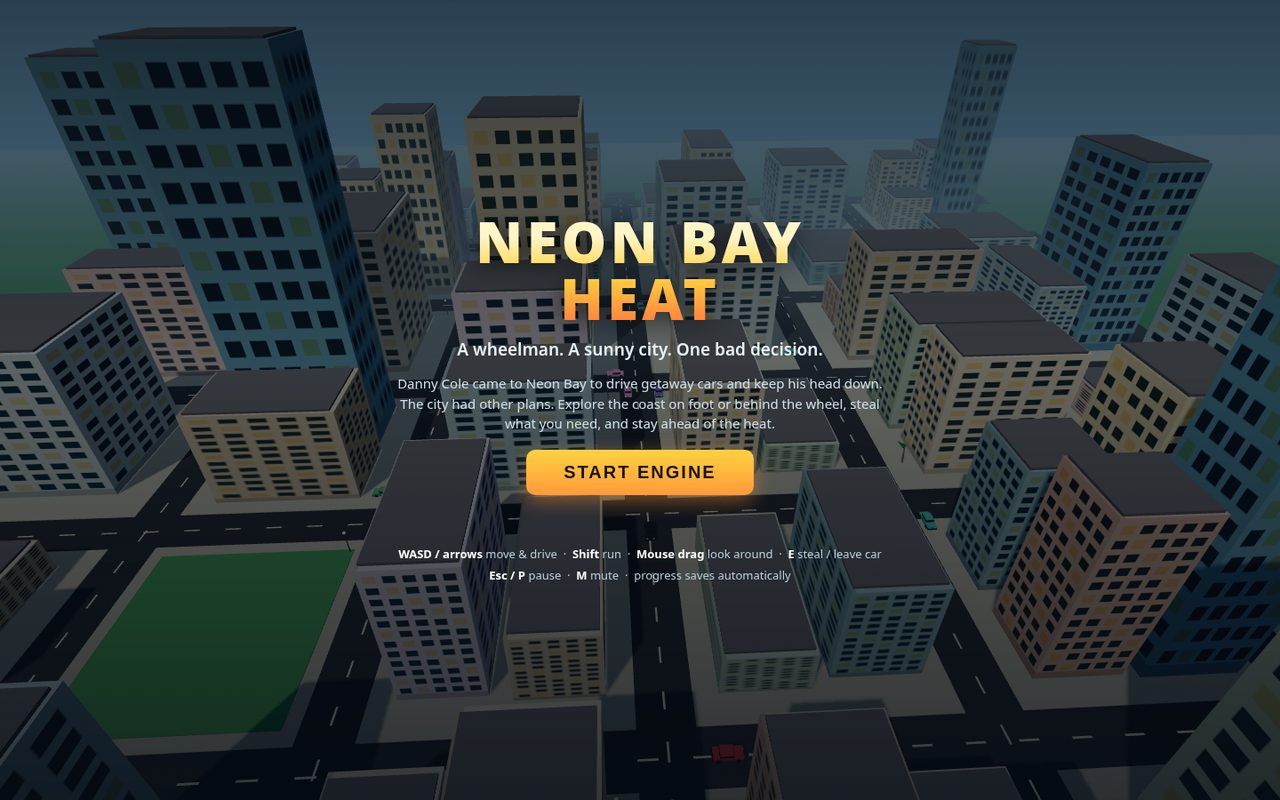 NEON BAY
HEAT
A wheelman. A sunny city. One bad decision.
Danny Cole came to Neon Bay to drive getaway cars and keep his head down.
The city had other plans. Explore the coast on foot or behind the wheel, steal
what you need, and stay ahead of the heat.
START ENGINE
WASD / arrows move & drive · Shift run · Mouse drag look around · E steal / leave car
Esc / P pause · M mute · progress saves automatically